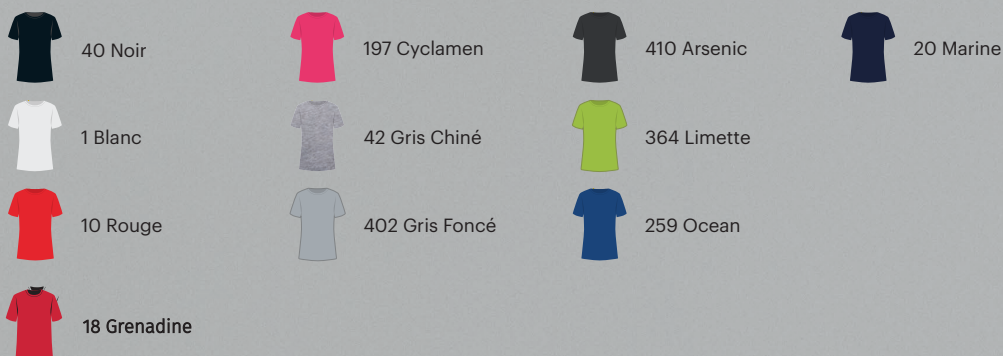 40 Noir
197 Cyclamen
410 Arsenic
20 Marine
1 Blanc
42 Gris Chiné
364 Limette
10 Rouge
402 Gris Foncé
259 Ocean
18 Grenadine